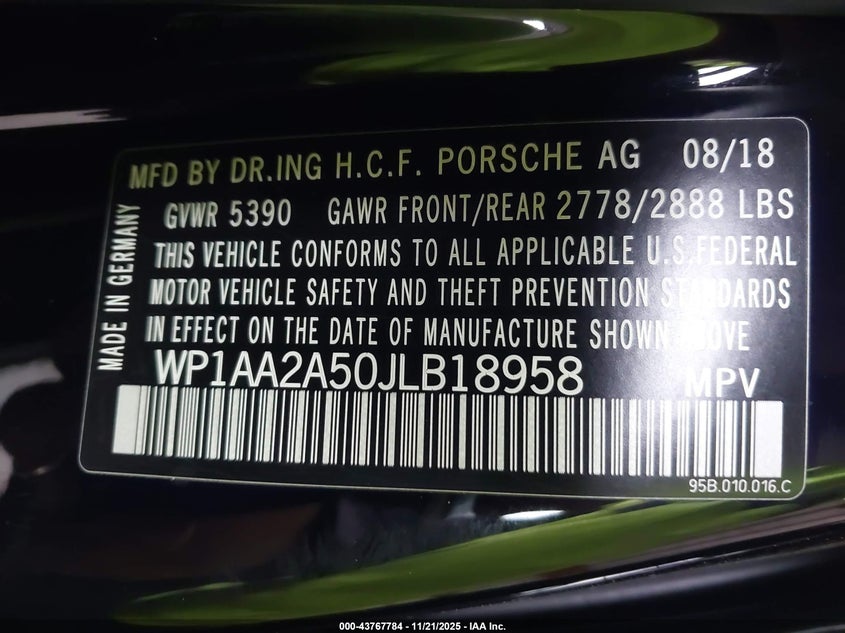 MFD BY DR.ING H.C.F. PORSCHE AG 08/18
GVWR 5390 GAWR FRONT/REAR 2778/2888 LBS
THIS VEHICLE CONFORMS TO ALL APPLICABLE U.S.FEDERAL
MOTOR VEHICLE SAFETY AND THEFT PREVENTION STANDARDS
IN EFFECT ON THE DATE OF MANUFACTURE SHOWN ABOVE
MADE IN GERMANY
WP1AA2A50JLB18958 MPV
95B.010.016.C
000-43767784 - 11/21/2025 - IAA Inc.